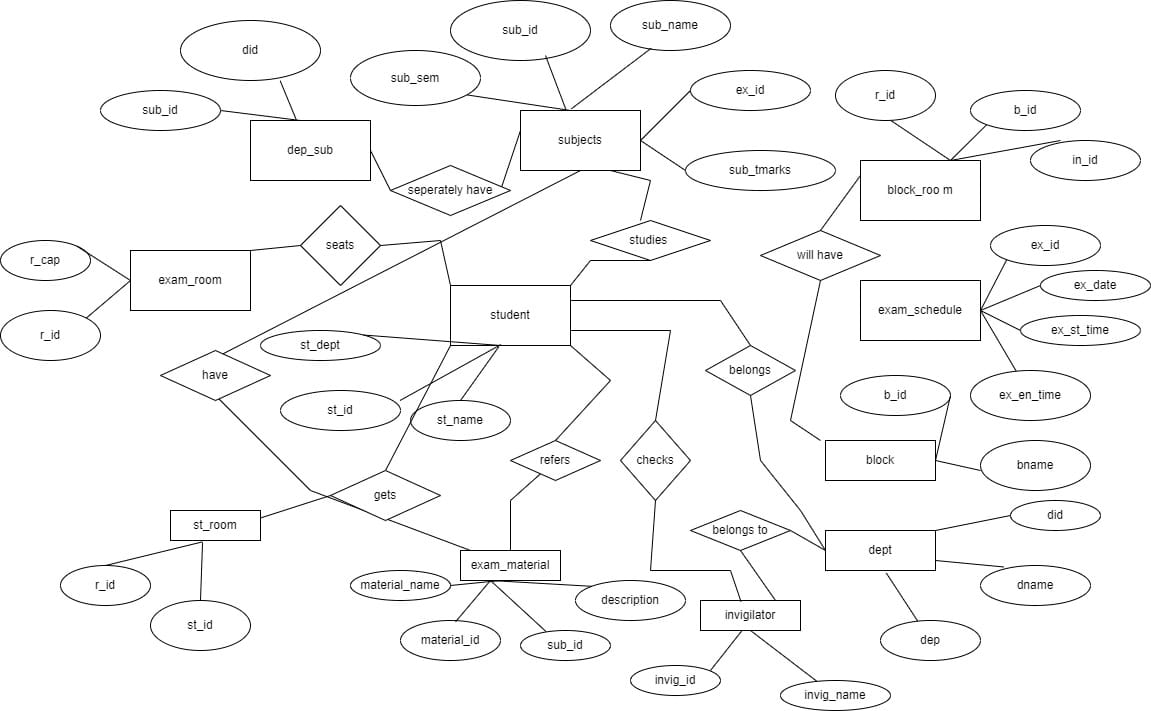 sub_id
sub_name
did
sub_sem
ex_id
r_id
b_id
sub_id
subjects
dep_sub
in_id
sub_tmarks
seperately have
block_roo m
studies
seats
ex_id
r_cap
will have
exam_room
ex_date
student
exam_schedule
ex_st_time
r_id
st_dept
belongs
have
b_id
ex_en_time
st_id
st_name
refers
checks
block
bname
gets
did
st_room
belongs to
dept
exam_material
r_id
material_name
dname
description
invigilator
st_id
material_id
sub_id
dep
invig_id
invig_name